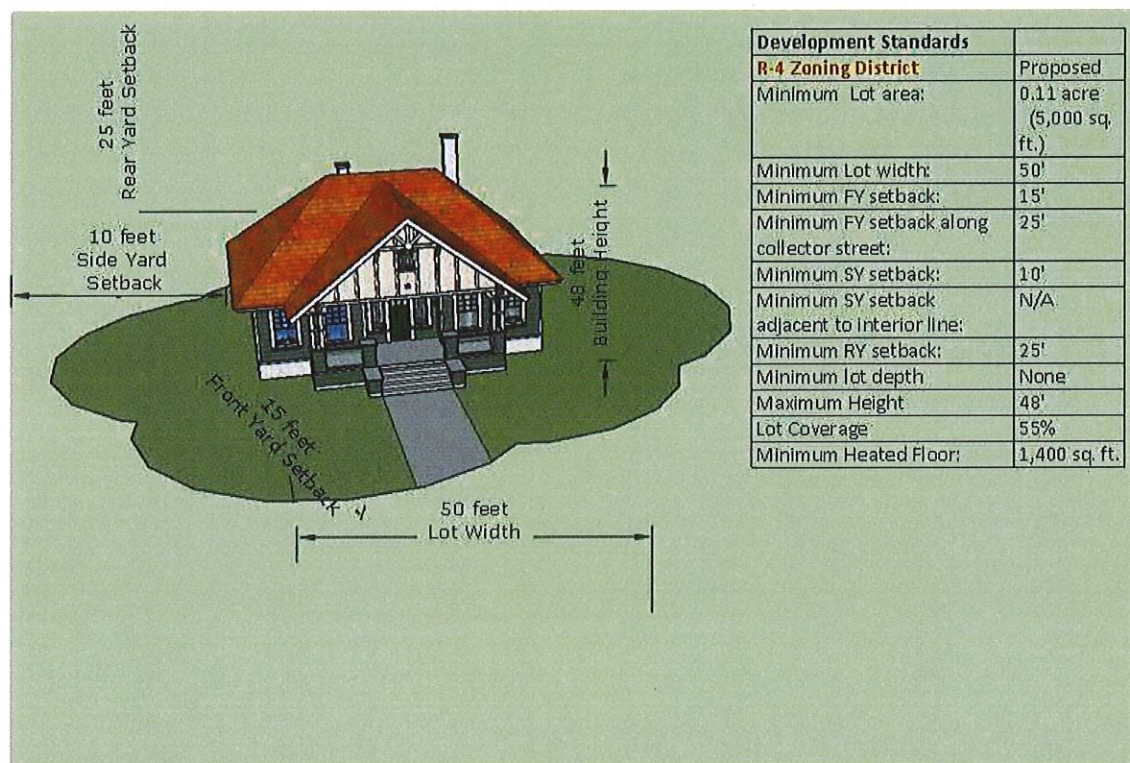 25 feet
Rear Yard Setback
10 feet
Side Yard
Setback
48 feet
Building Height
15 feet
Front Yard Setback
50 feet
Lot Width
Development Standards
R-4 Zoning District Proposed
Minimum Lot area: 0.11 acre
(5,000 sq.
ft.)
Minimum Lot width: 50'
Minimum FY setback: 15'
Minimum FY setback along 25'
collector street:
Minimum SY setback: 10'
Minimum SY setback N/A
adjacent to Interior line:
Minimum RY setback: 25'
Minimum lot depth None
Maximum Height 48'
Lot Coverage 55%
Minimum Heated Floor: 1,400 sq. ft.